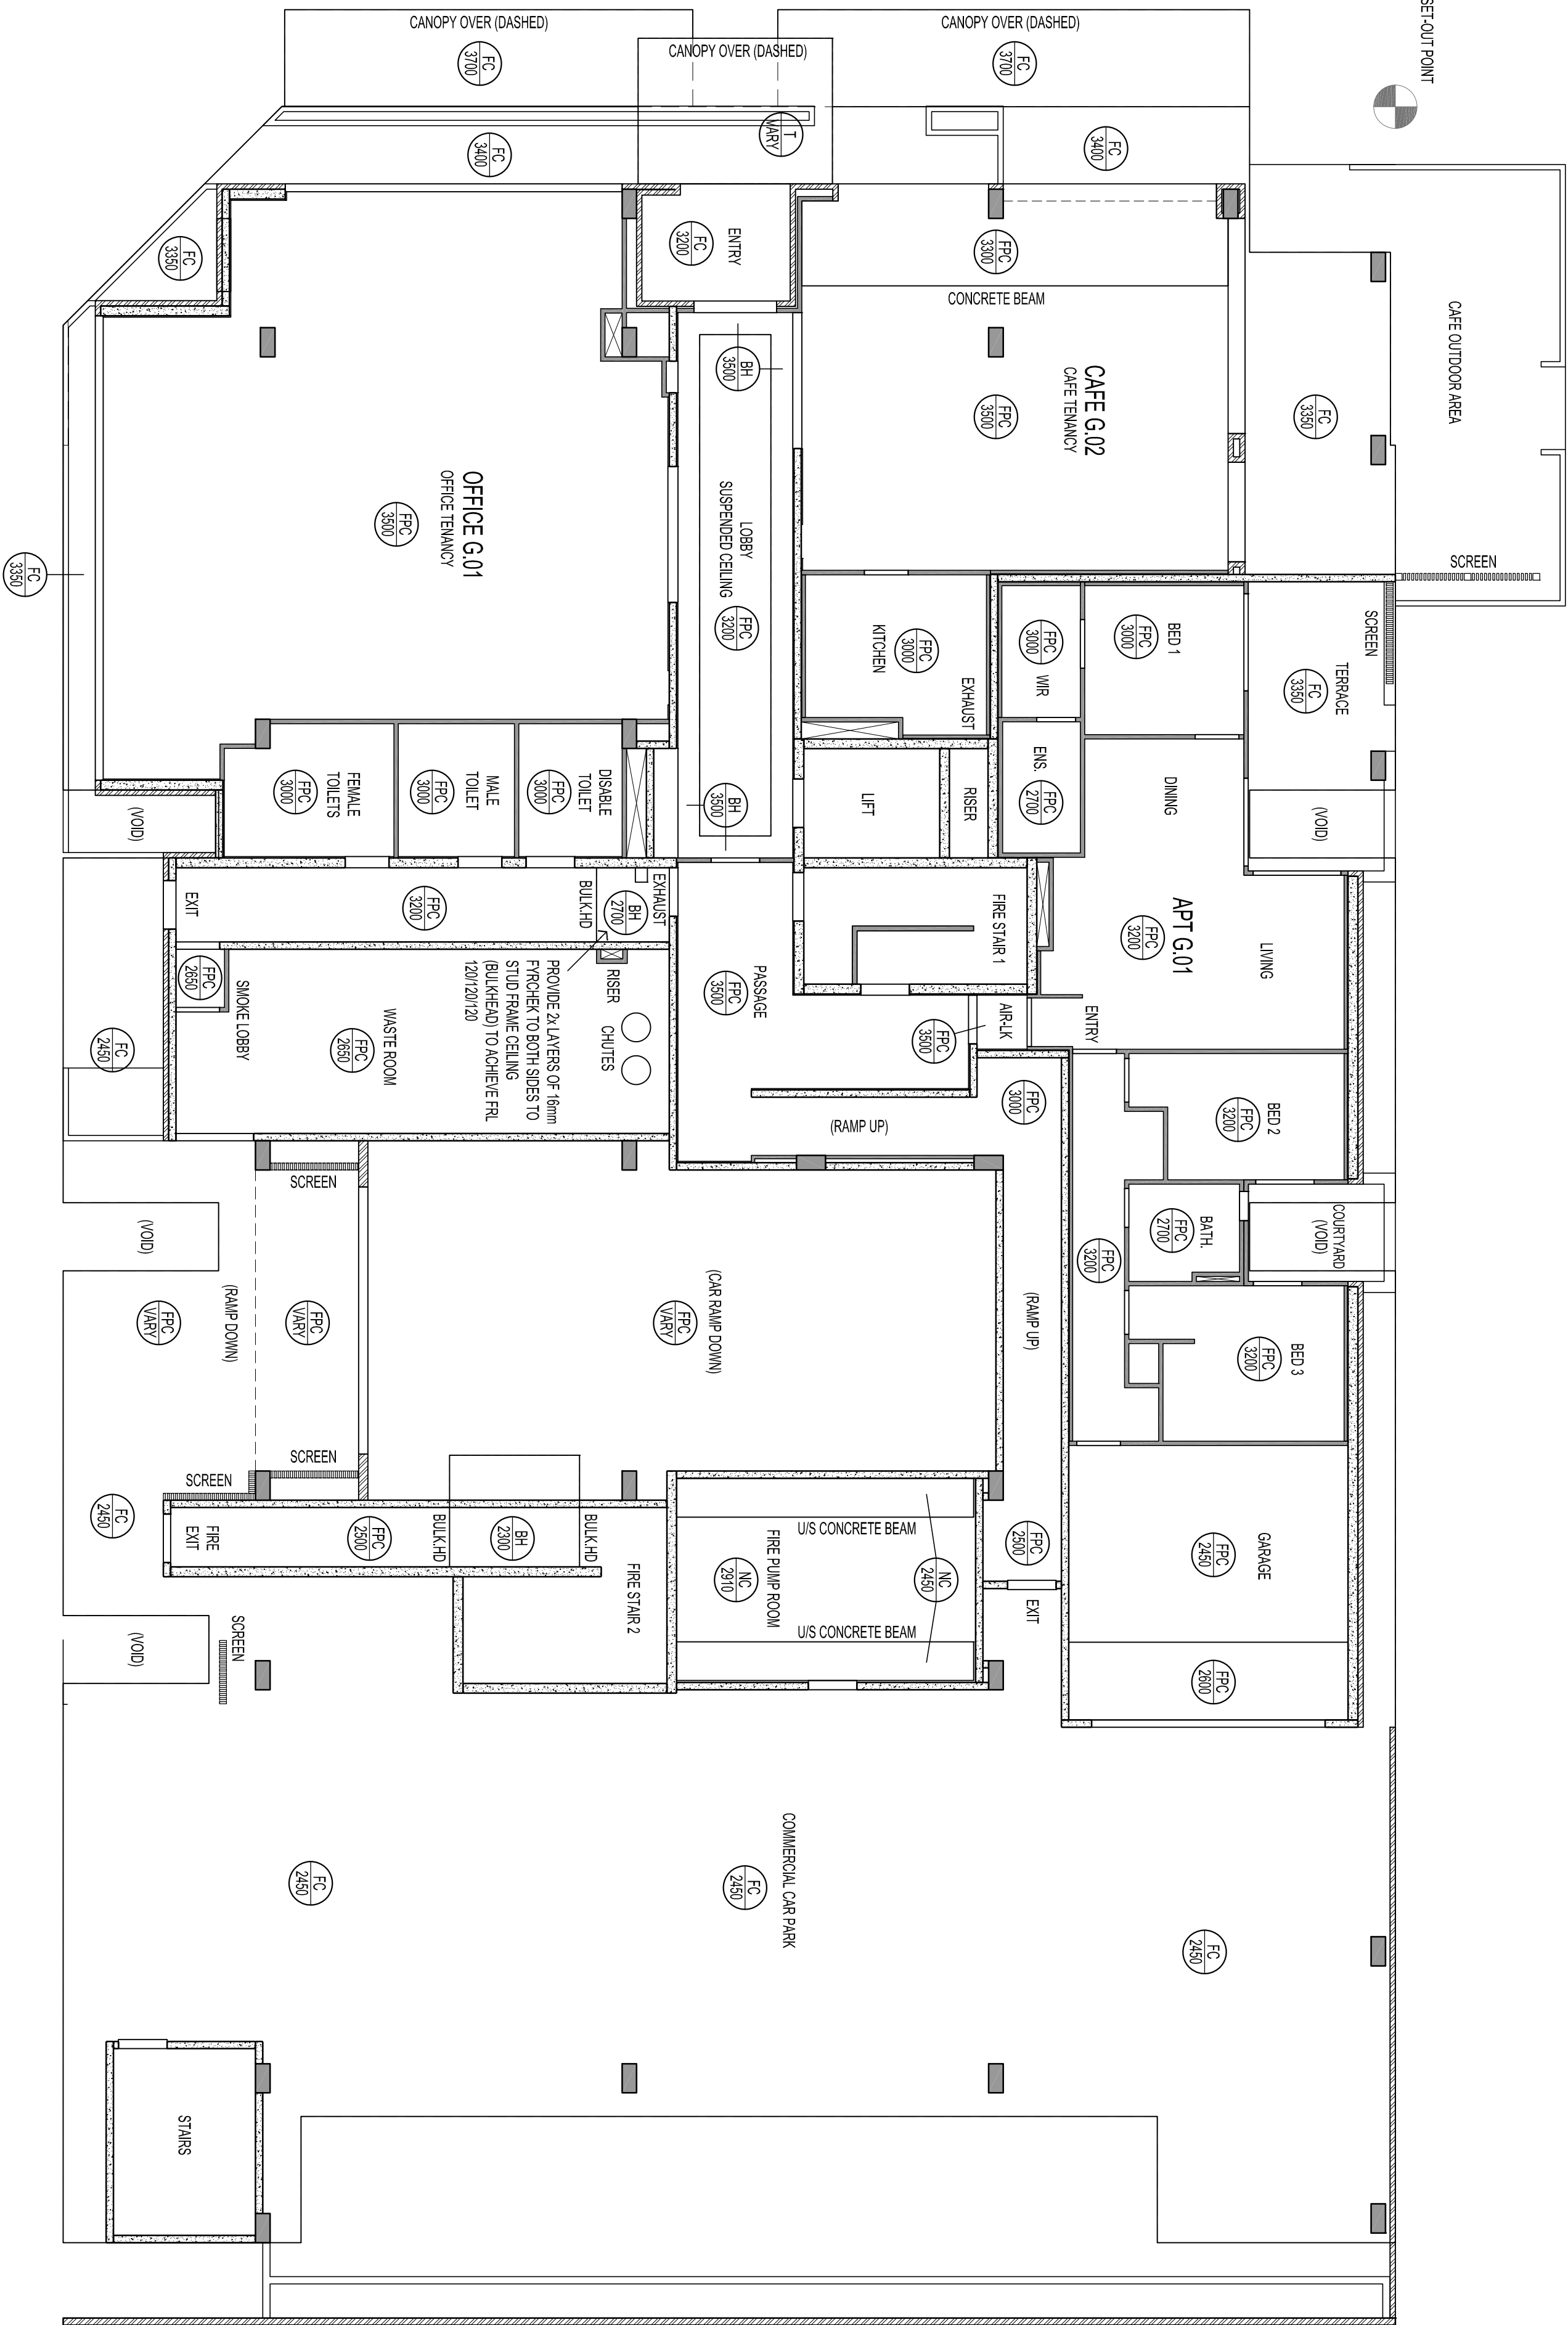 SET-OUT POINT
CANOPY OVER (DASHED)
FC
3700
CANOPY OVER (DASHED)
CANOPY OVER (DASHED)
FC
3700
T
VARY
FC
3400
FC
3400
FC
3350
ENTRY
FC
3200
FPC
3300
CONCRETE BEAM
CAFE OUTDOOR AREA
FC
3350
SCREEN
CAFE G.02
CAFE TENANCY
FPC
3500
BH
3500
LOBBY
SUSPENDED CEILING
FPC
3200
BH
3500
OFFICE G.01
OFFICE TENANCY
FPC
3500
FC
3350
KITCHEN
FPC
3000
EXHAUST
WIR
FPC
3000
BED 1
FPC
3000
SCREEN
TERRACE
FC
3350
(VOID)
ENS.
FPC
2700
DINING
LIFT
RISER
DISABLE
TOILET
FPC
3000
MALE
TOILET
FPC
3000
FEMALE
TOILETS
FPC
3000
(VOID)
EXIT
FPC
3200
BULK.HD
BH
2700
EXHAUST
FIRE STAIR 1
APT G.01
FPC
3200
LIVING
PASSAGE
FPC
3500
AIR-LK
FPC
3500
ENTRY
FPC
2650
SMOKE LOBBY
RISER
CHUTES
PROVIDE 2x LAYERS OF 16mm
FYRCHEK TO BOTH SIDES TO
STUD FRAME CEILING
(BULKHEAD) TO ACHIEVE FRL
120/120/120
WASTE ROOM
FPC
2650
FC
2450
(RAMP UP)
FPC
3000
BED 2
FPC
3200
SCREEN
BATH.
FPC
2700
COURTYARD
(VOID)
FPC
3200
(VOID)
(RAMP DOWN)
FPC
VARY
FPC
VARY
(CAR RAMP DOWN)
FPC
VARY
(RAMP UP)
BED 3
FPC
3200
SCREEN
SCREEN
FC
2450
FIRE
EXIT
FPC
2500
BULK.HD
BH
2300
BULK.HD
FIRE STAIR 2
U/S CONCRETE BEAM
FIRE PUMP ROOM
NC
2910
NC
2450
U/S CONCRETE BEAM
FPC
2500
EXIT
GARAGE
FPC
2450
FPC
2600
(VOID)
SCREEN
COMMERCIAL CAR PARK
FC
2450
FC
2450
FC
2450
STAIRS